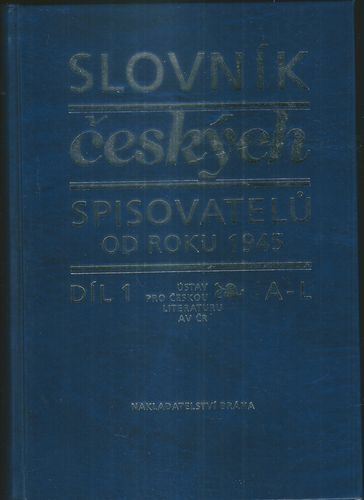 SLOVNÍK
českých
SPISOVATELŮ
OD ROKU 1945
DÍL 1
ÚSTAV
PRO ČESKOU
LITERATURU
AV ČR
A-L
NAKLADATELSTVÍ BRÁNA